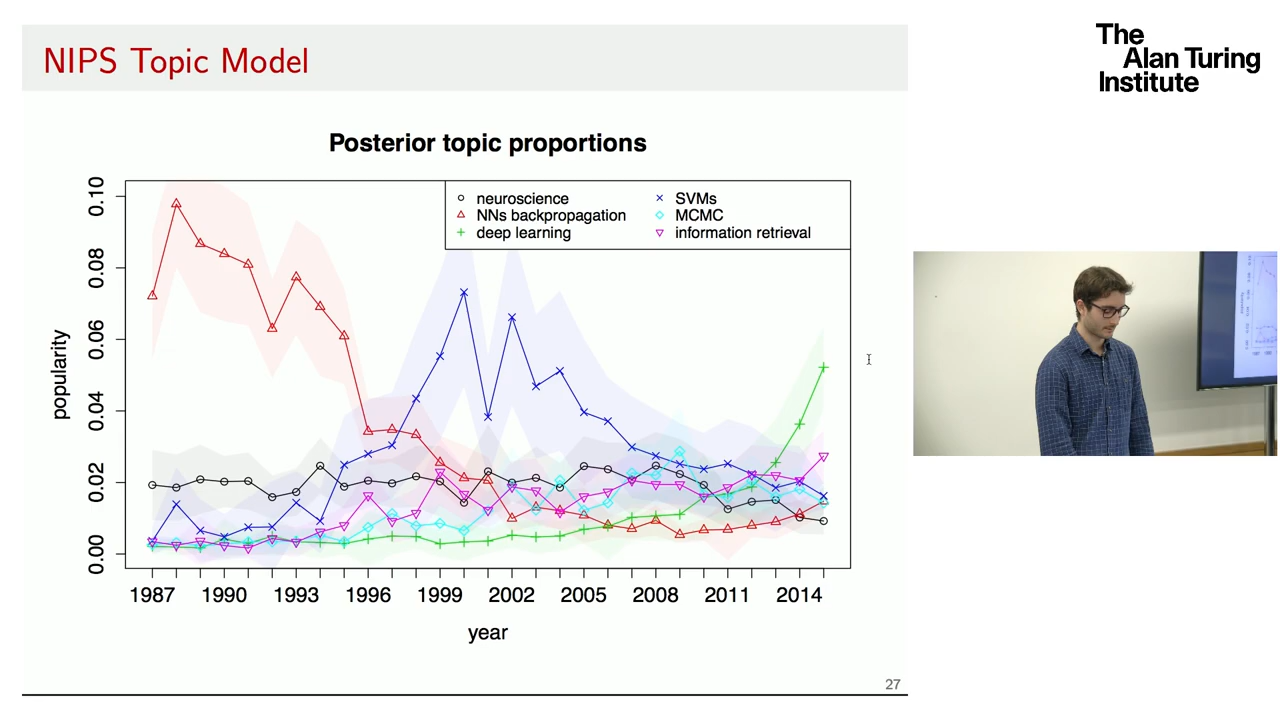 NIPS Topic Model
The
Alan Turing
Institute
Posterior topic proportions
neuroscience
NNs backpropagation
deep learning
SVMs
MCMC
information retrieval
popularity
0.10
0.08
0.06
0.04
0.02
0.00
1987 1990 1993 1996 1999 2002 2005 2008 2011 2014
year
27